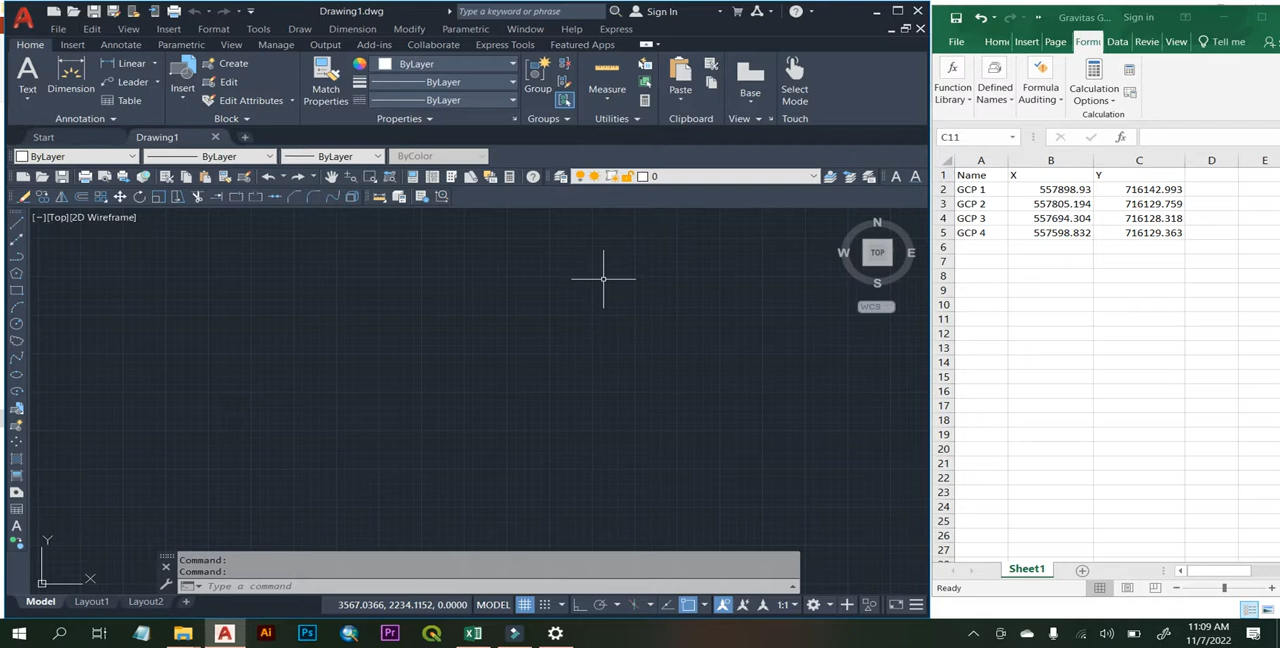 Drawing1.dwg
Type a keyword or phrase
Sign In
File Edit View Insert Format Tools Draw Dimension Modify Parametric Window Help Express
Home Insert Annotate Parametric View Manage Output Add-ins Collaborate Express Tools Featured Apps
Text
Dimension
Linear
Leader
Table
Annotation
Insert
Create
Edit
Edit Attributes
Block
Match
Properties
ByLayer
ByLayer
ByLayer
Properties
Group
Groups
Measure
Utilities
Paste
Clipboard
Base
View
Select
Mode
Touch
Start
Drawing1
ByLayer
ByLayer
ByLayer
ByColor
0
[−][Top][2D Wireframe]
N
W TOP E
S
WCS
Y
X
Command:
Command:
Type a command
Model Layout1 Layout2
3567.0366, 2234.1152, 0.0000 MODEL
1:1
Gravitas G...
Sign in
File Home Insert Page Formu Data Revie View Tell me
Function
Library
Defined
Names
Formula
Auditing
Calculation
Options
Calculation
C11
fx
A B C D E
1 Name X Y
2 GCP 1 557898.93 716142.993
3 GCP 2 557805.194 716129.759
4 GCP 3 557694.304 716128.318
5 GCP 4 557598.832 716129.363
6
7
8
9
10
11
12
13
14
15
16
17
18
19
20
21
22
23
24
25
26
27
Sheet1
Ready
11:09 AM
11/7/2022